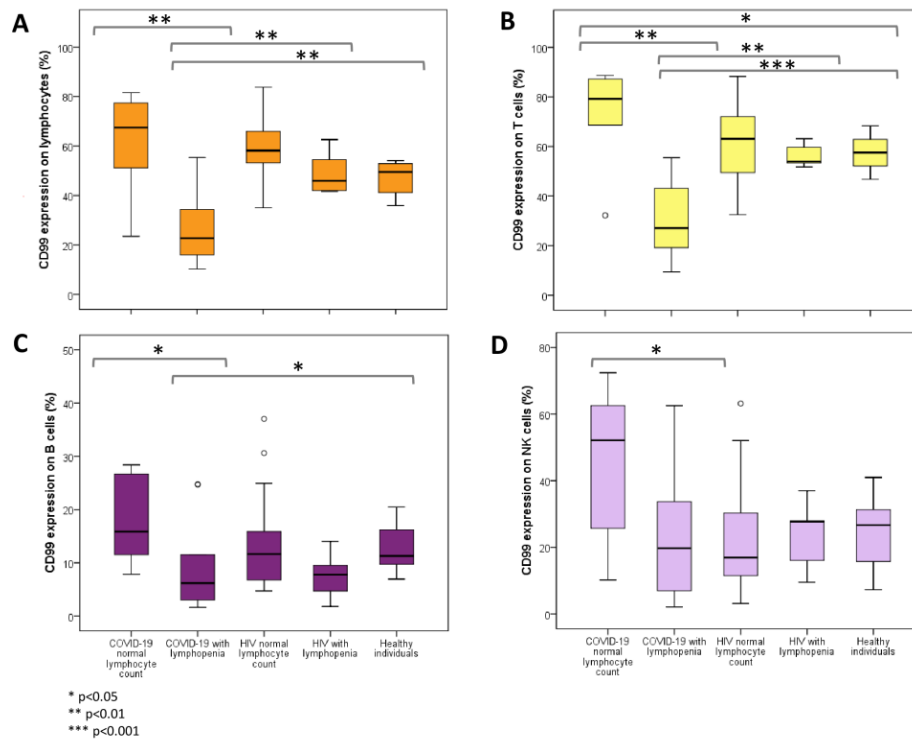 A
**
**
**
CD99 expression on lymphocytes (%)
100
80
60
40
20
0
B
*
**
**
***
CD99 expression on T cells (%)
100
80
60
40
20
0
C
*
*
CD99 expression on B cells (%)
50
40
30
20
10
0
COVID-19 normal lymphocyte count
COVID-19 with lymphopenia
HIV normal lymphocyte count
HIV with lymphopenia
Healthy individuals
D
*
CD99 expression on NK cells (%)
80
60
40
20
0
COVID-19 normal lymphocyte count
COVID-19 with lymphopenia
HIV normal lymphocyte count
HIV with lymphopenia
Healthy individuals
* p<0.05
** p<0.01
*** p<0.001